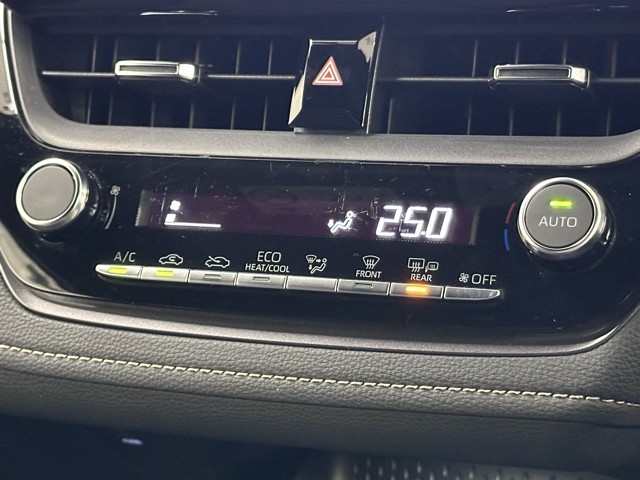 25.0
AUTO
A/C
ECO
HEAT/COOL
FRONT
REAR
OFF